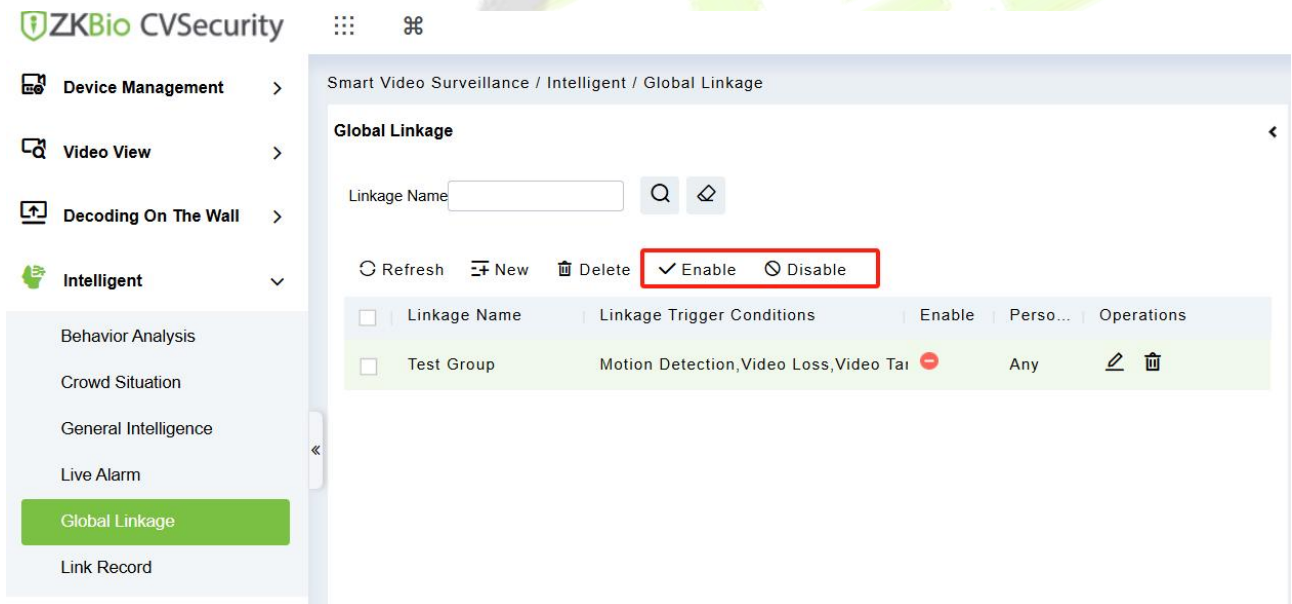 ZKBio CVSecurity
Device Management
Video View
Decoding On The Wall
Intelligent
Behavior Analysis
Crowd Situation
General Intelligence
Live Alarm
Global Linkage
Link Record
Smart Video Surveillance / Intelligent / Global Linkage
Global Linkage
Linkage Name
Refresh New Delete Enable Disable
Linkage Name Linkage Trigger Conditions Enable Perso... Operations
Test Group Motion Detection,Video Loss,Video Tar Any